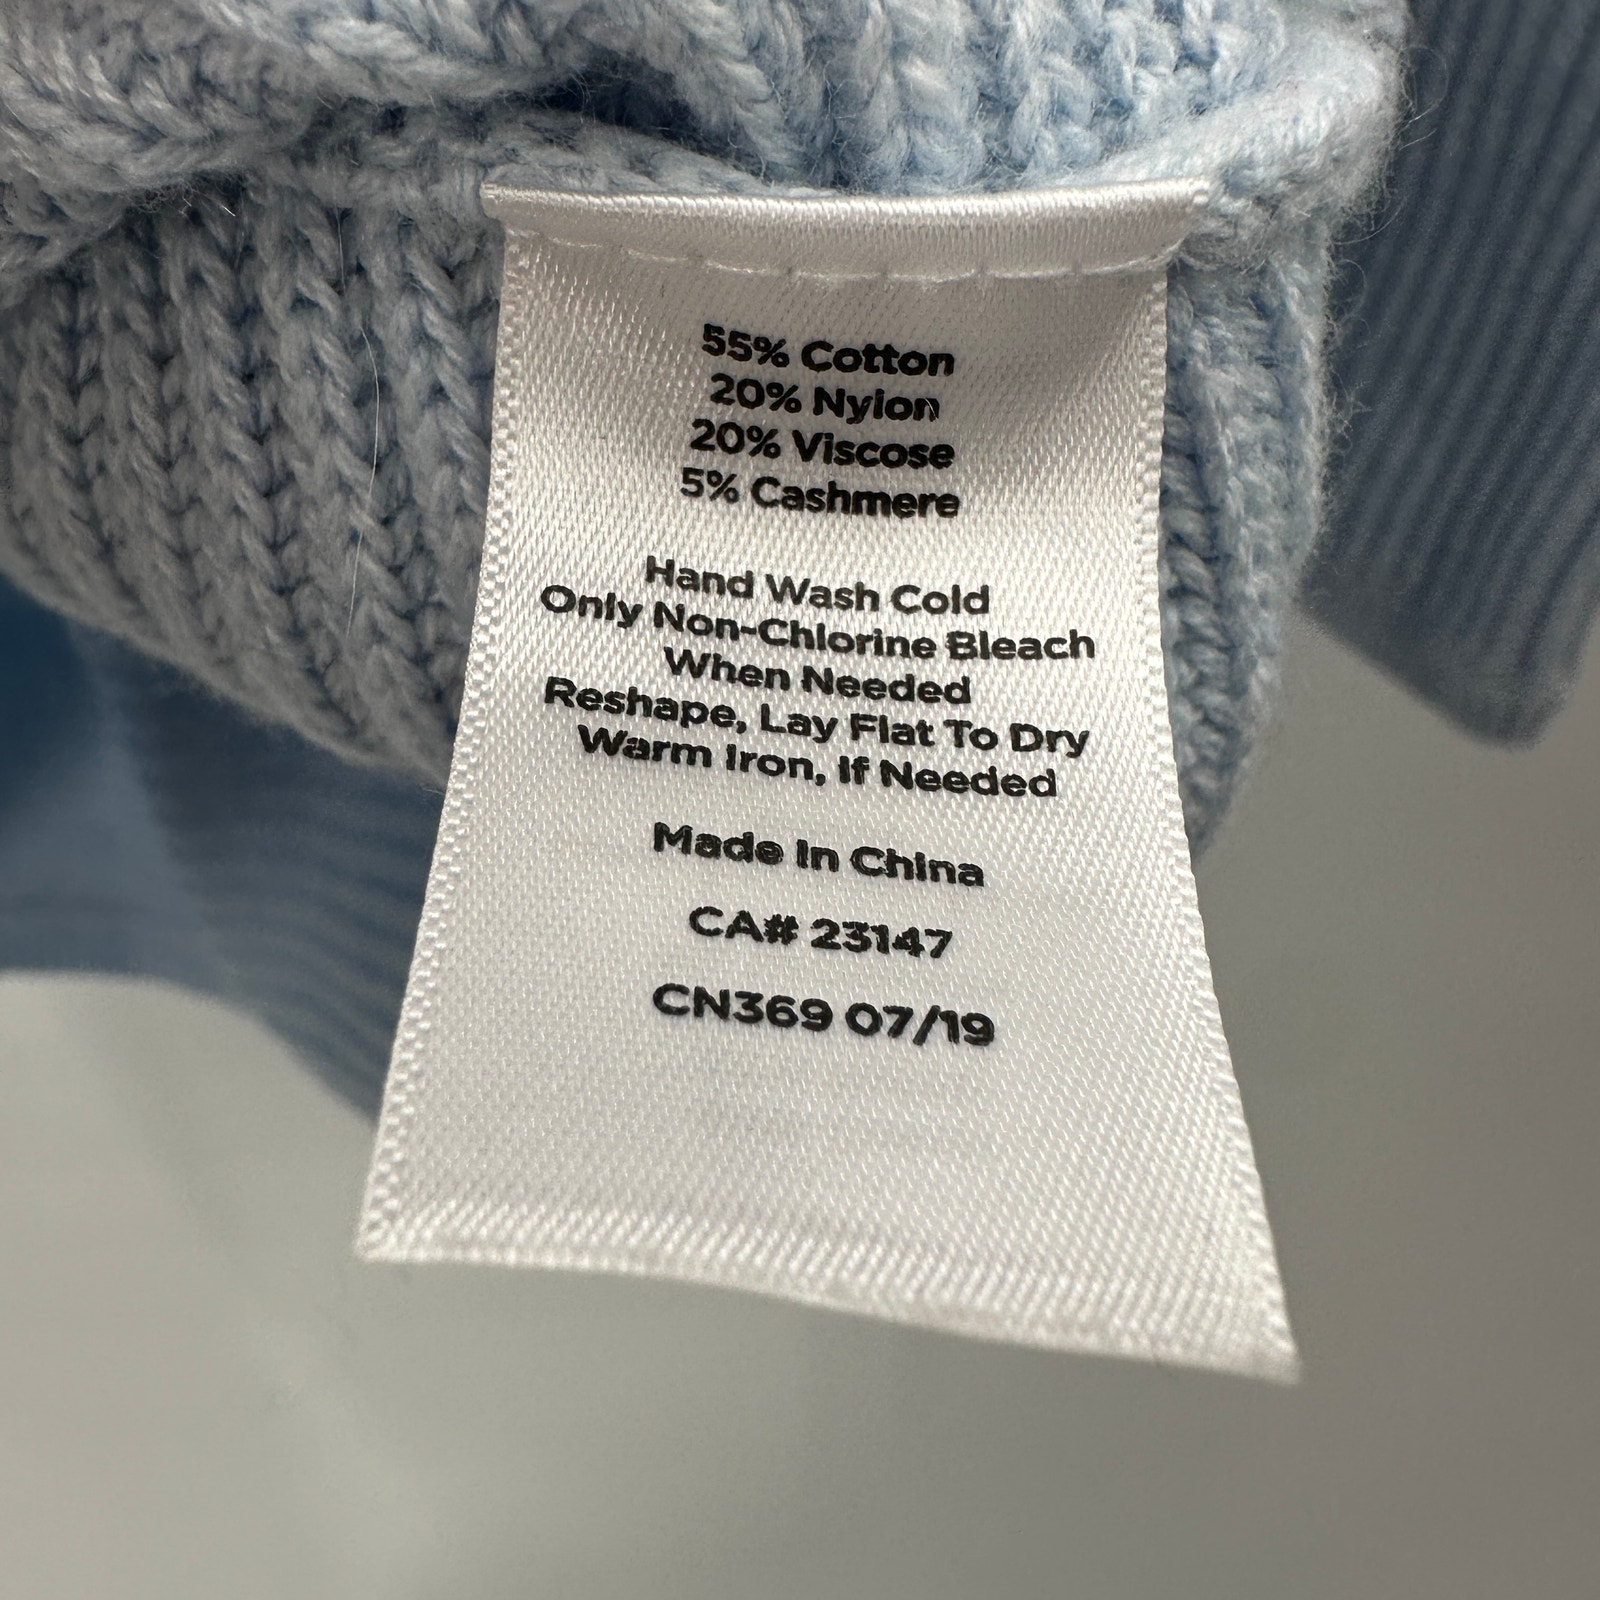 55% Cotton
20% Nylon
20% Viscose
5% Cashmere
Hand Wash Cold
Only Non-Chlorine Bleach
When Needed
Reshape, Lay Flat To Dry
Warm Iron, If Needed
Made In China
CA# 23147
CN369 07/19